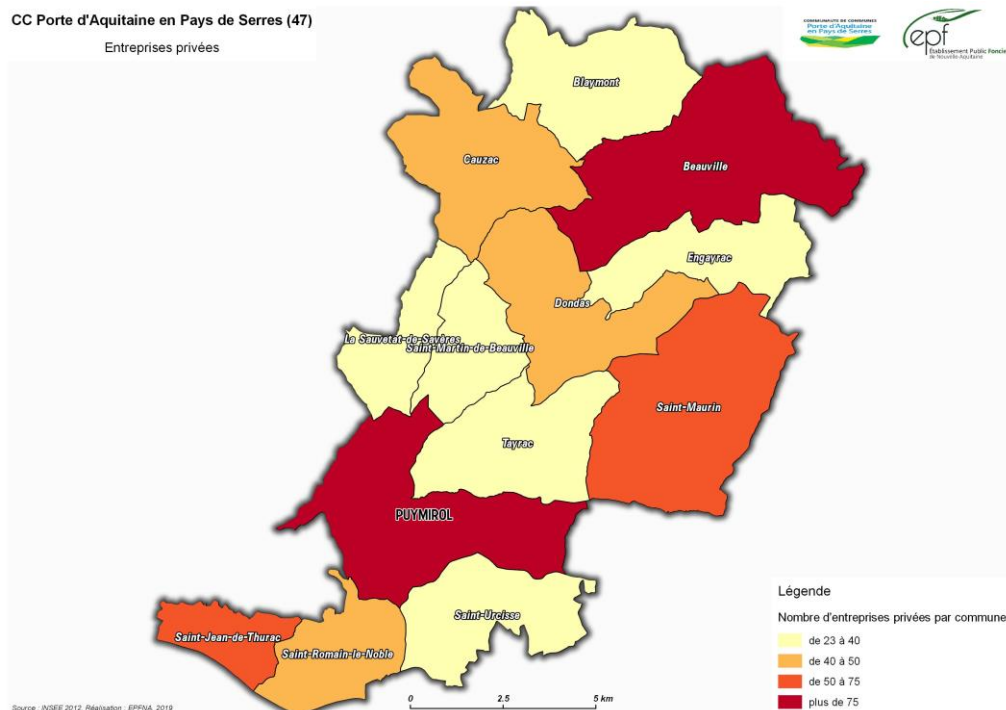 CC Porte d'Aquitaine en Pays de Serres (47)
Entreprises privées
COMMUNAUTÉ DE COMMUNES
Porte d'Aquitaine
en Pays de Serres
epf
Établissement Public Foncier
de Nouvelle-Aquitaine
Blaymont
Cauzac
Beauville
Engayrac
Dondas
La Sauvetat-de-Savères
Saint-Martin-de-Beauville
Saint-Maurin
Tayrac
PUYMIROL
Saint-Urcisse
Saint-Jean-de-Thurac
Saint-Romain-le-Noble
Légende
Nombre d'entreprises privées par commune
de 23 à 40
de 40 à 50
de 50 à 75
plus de 75
0 2.5 5 km
Source : INSEE 2012, Réalisation : EPFNA, 2019